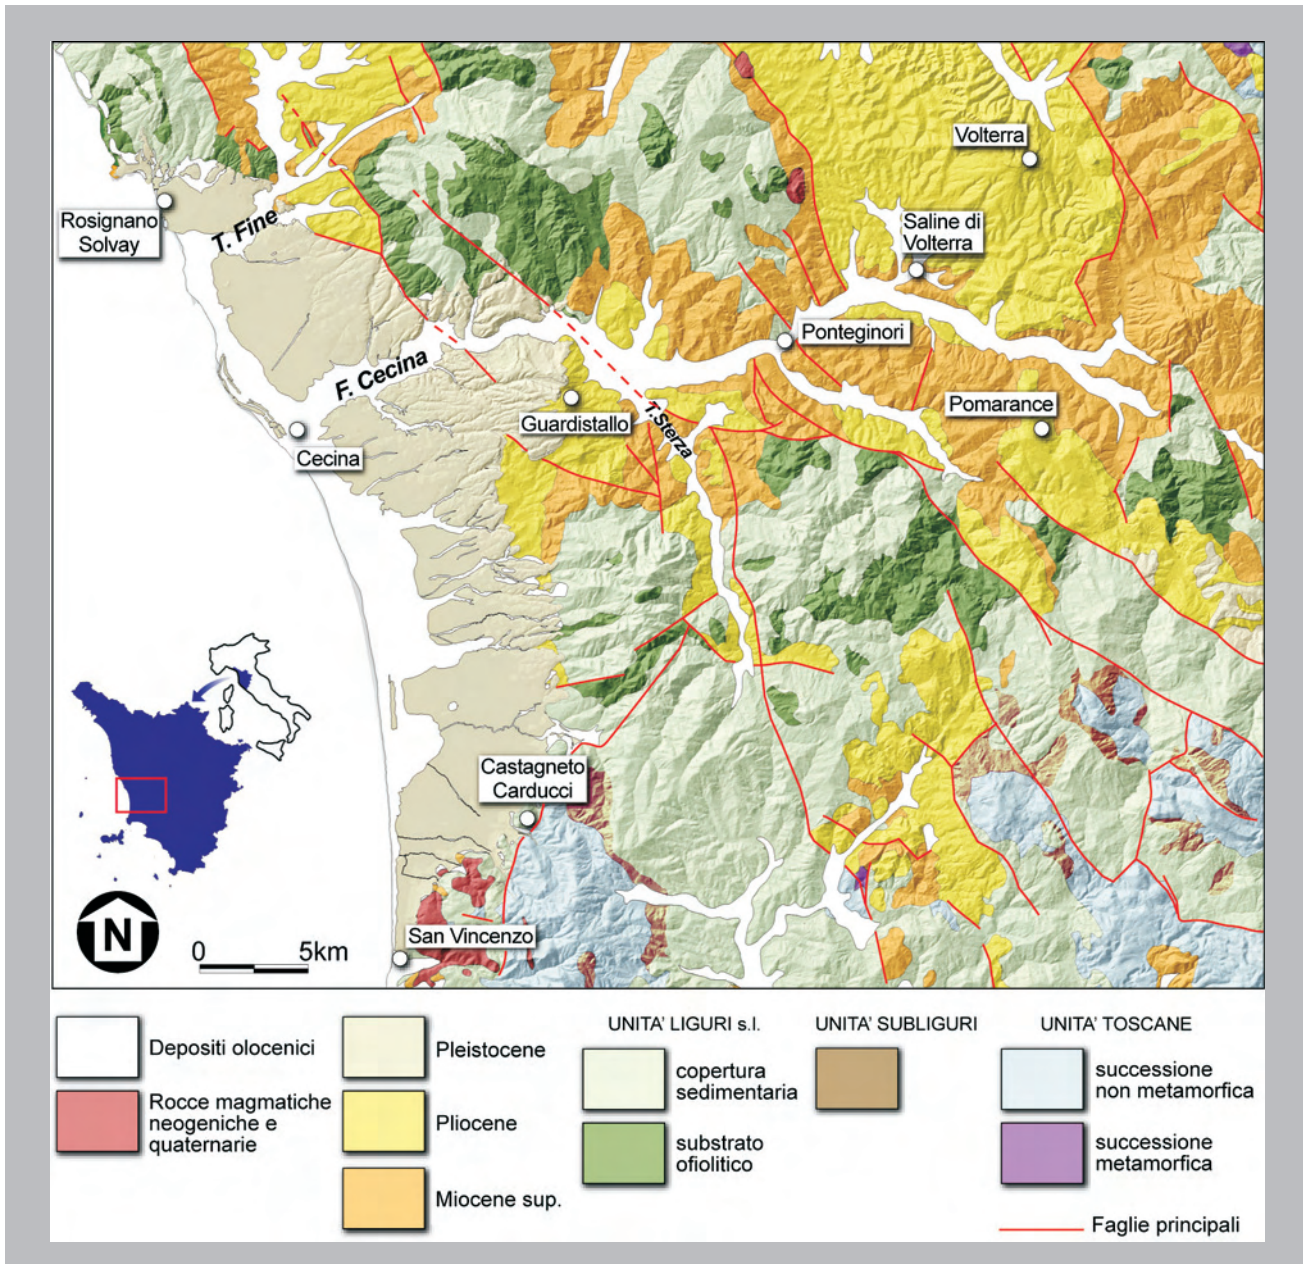 Volterra
Rosignano
Solvay
T. Fine
Saline di
Volterra
Ponteginori
F. Cecina
Guardistallo
T.Sterza
Pomarance
Cecina
Castagneto
Carducci
San Vincenzo
N
0 5km
Depositi olocenici
Rocce magmatiche
neogeniche e
quaternarie
Pleistocene
Pliocene
Miocene sup.
UNITA' LIGURI s.l.
copertura
sedimentaria
substrato
ofiolitico
UNITA' SUBLIGURI
UNITA' TOSCANE
successione
non metamorfica
successione
metamorfica
Faglie principali